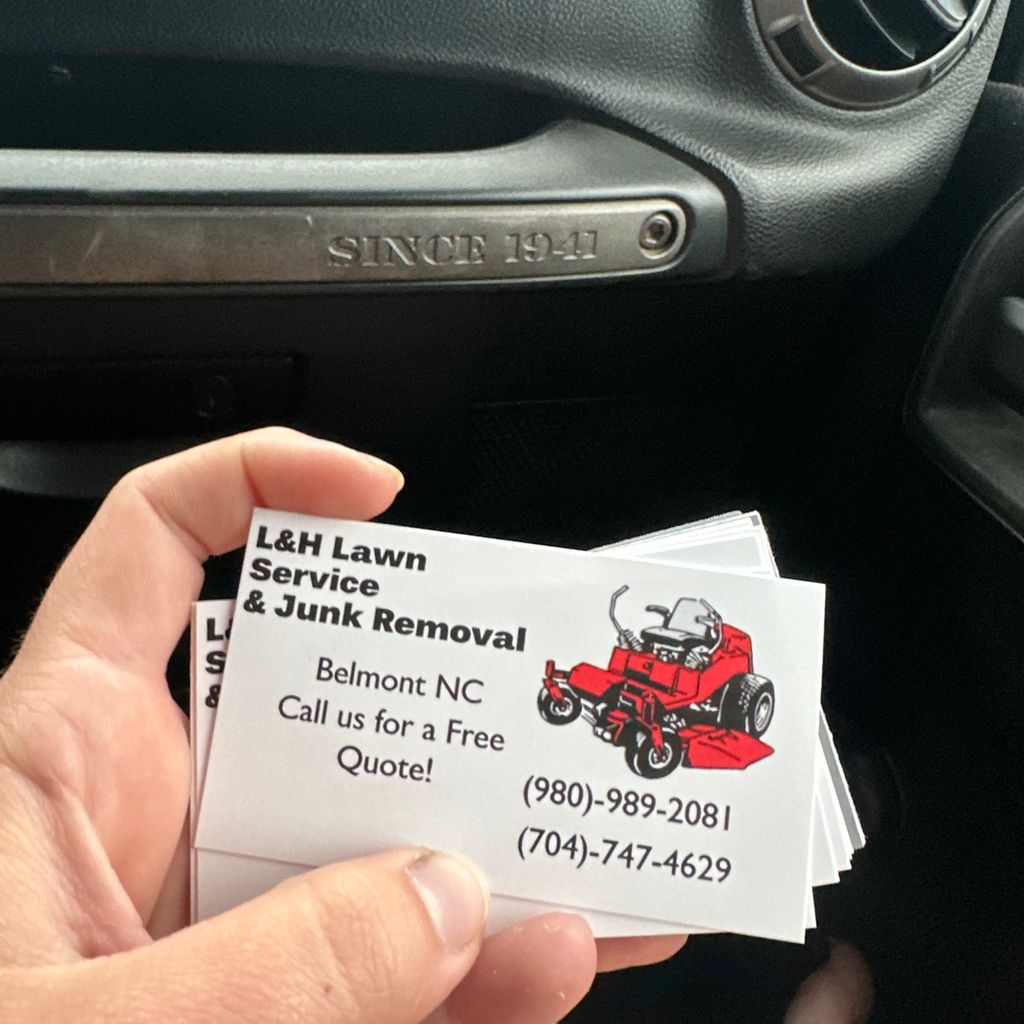 SINCE 1941
L&H Lawn
Service
& Junk Removal
Belmont NC
Call us for a Free
Quote!
(980)-989-2081
(704)-747-4629
L
S
&